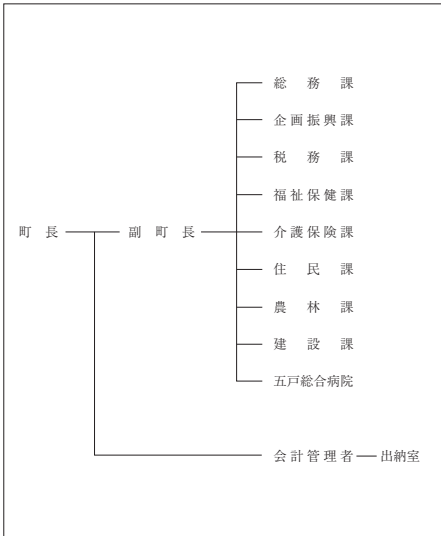 総務課
企画振興課
税務課
福祉保健課
町長 副町長 介護保険課
住民課
農林課
建設課
五戸総合病院
会計管理者 出納室